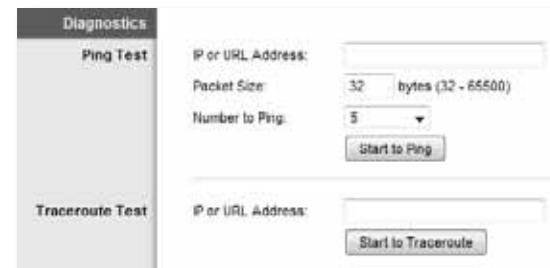 Diagnostics
Ping Test
IP or URL Address:
Packet Size: 32 bytes (32 - 65500)
Number to Ping: 5
Start to Ping
Traceroute Test
IP or URL Address:
Start to Traceroute